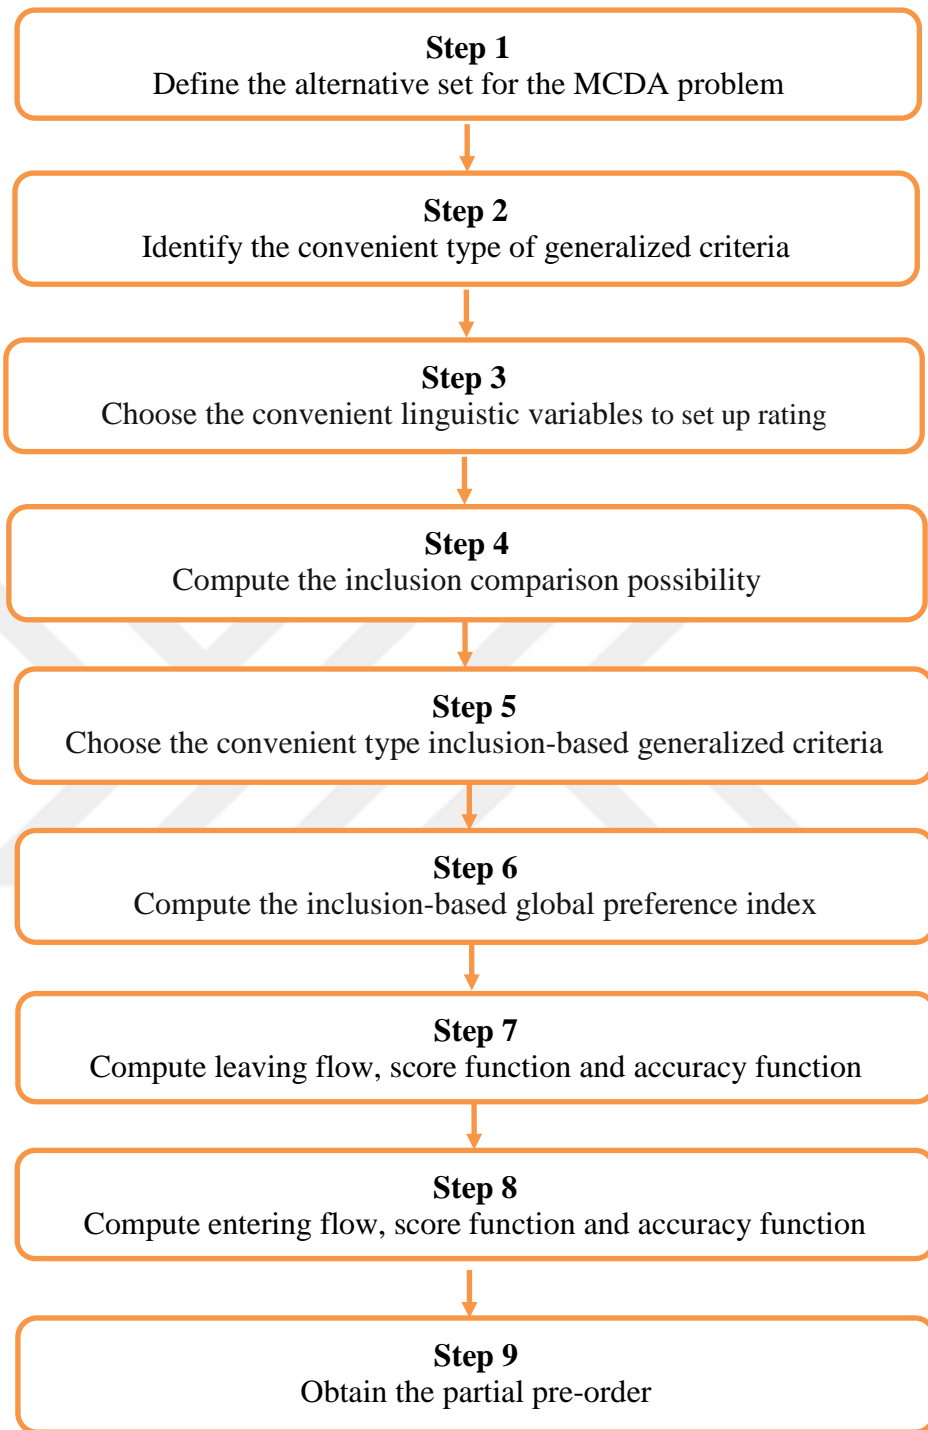 Step 1
Define the alternative set for the MCDA problem
Step 2
Identify the convenient type of generalized criteria
Step 3
Choose the convenient linguistic variables to set up rating
Step 4
Compute the inclusion comparison possibility
Step 5
Choose the convenient type inclusion-based generalized criteria
Step 6
Compute the inclusion-based global preference index
Step 7
Compute leaving flow, score function and accuracy function
Step 8
Compute entering flow, score function and accuracy function
Step 9
Obtain the partial pre-order